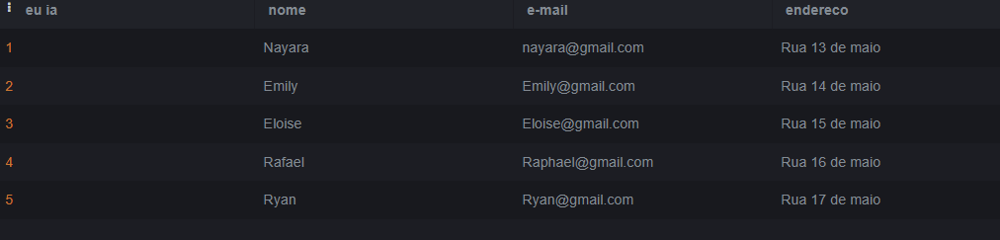 eu ia nome e-mail endereco
1 Nayara nayara@gmail.com Rua 13 de maio
2 Emily Emily@gmail.com Rua 14 de maio
3 Eloise Eloise@gmail.com Rua 15 de maio
4 Rafael Raphael@gmail.com Rua 16 de maio
5 Ryan Ryan@gmail.com Rua 17 de maio